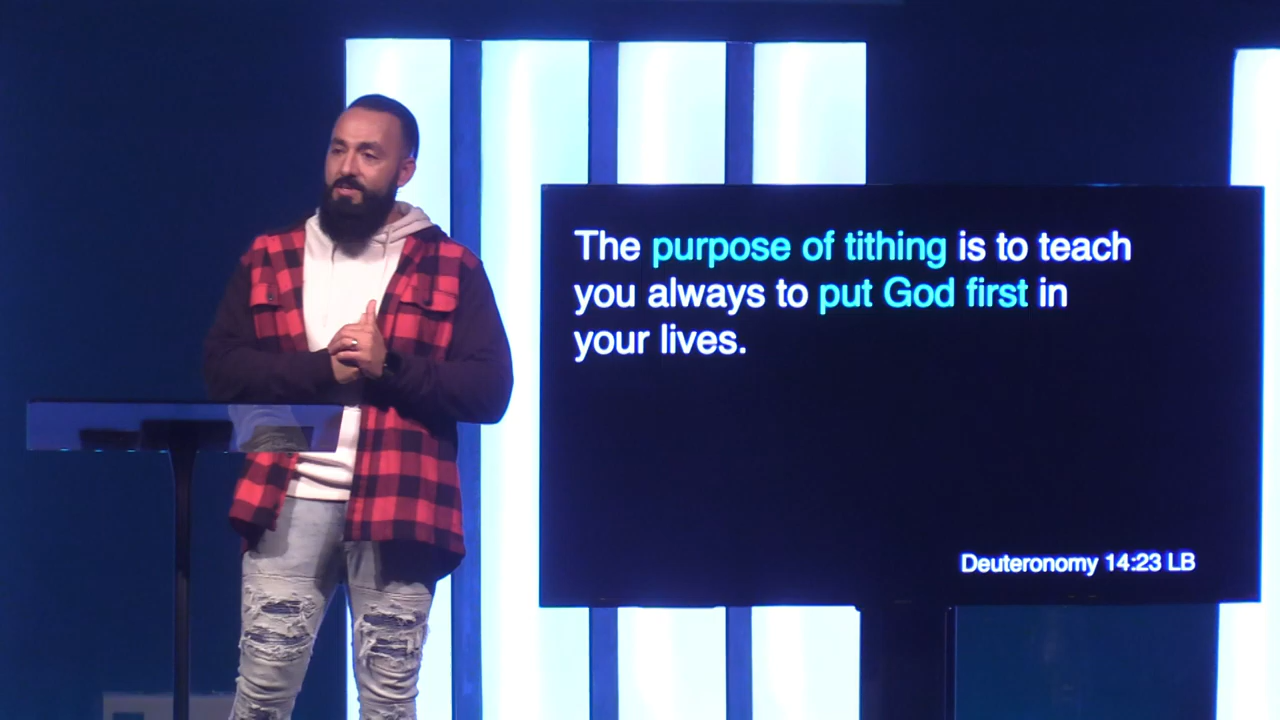 The purpose of tithing is to teach
you always to put God first in
your lives.
Deuteronomy 14:23 LB